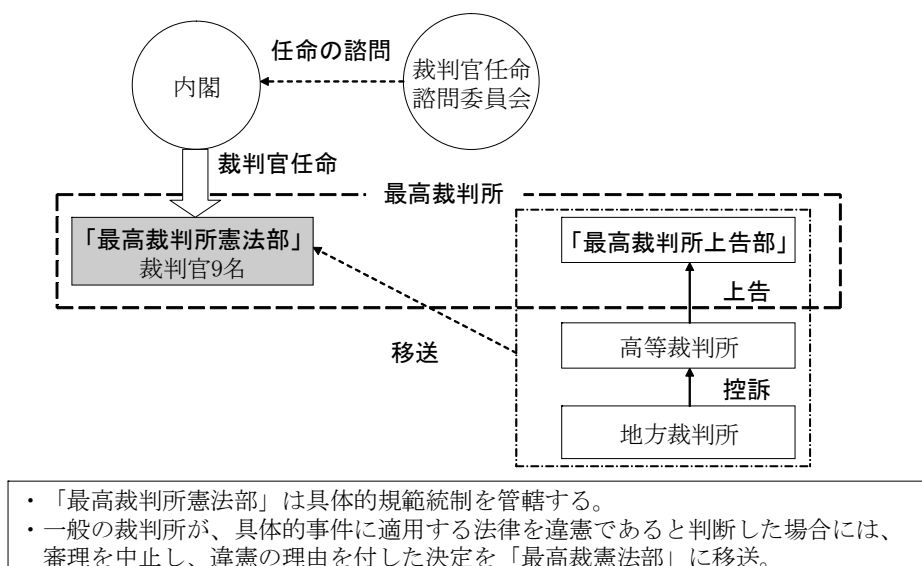 任命の諮問
内閣
裁判官任命
諮問委員会
裁判官任命
最高裁判所
「最高裁判所憲法部」
裁判官9名
「最高裁判所上告部」
上告
移送
高等裁判所
控訴
地方裁判所
・「最高裁判所憲法部」は具体的規範統制を管轄する。
・一般の裁判所が、具体的事件に適用する法律を違憲であると判断した場合には、
審理を中止し、違憲の理由を付した決定を「最高裁憲法部」に移送。